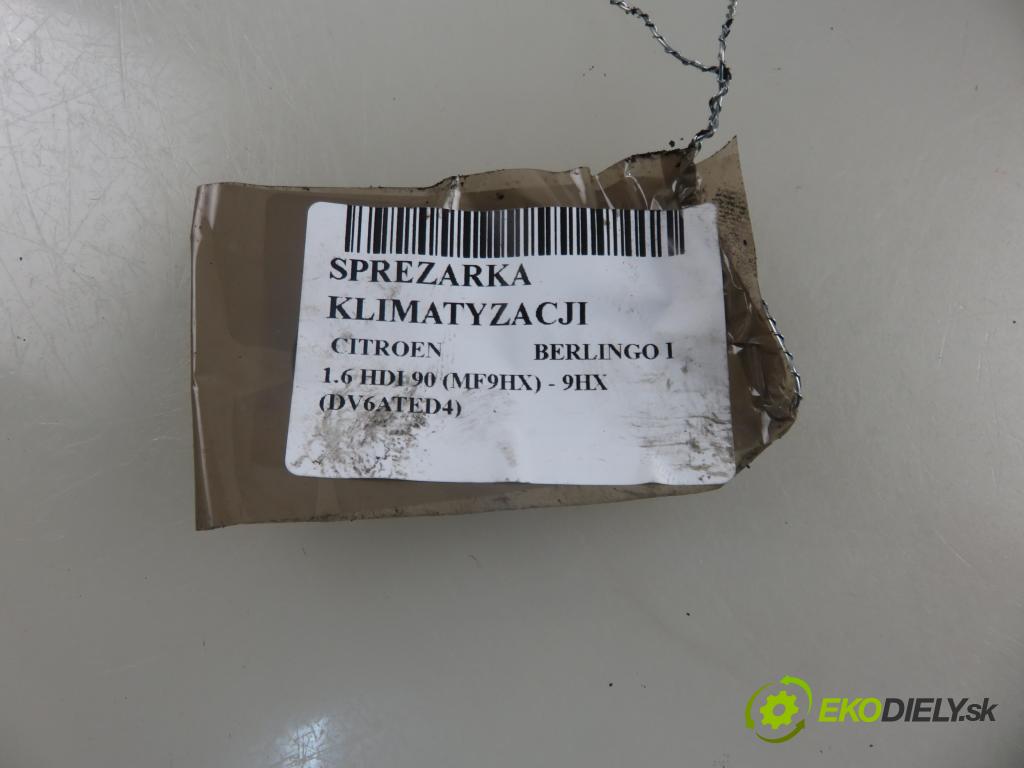 SPREZARKA
KLIMATYZACJI
CITROEN BERLINGO I
1.6 HDI 90 (MF9HX) - 9HX
(DV6ATED4)
EKODIELY.sk